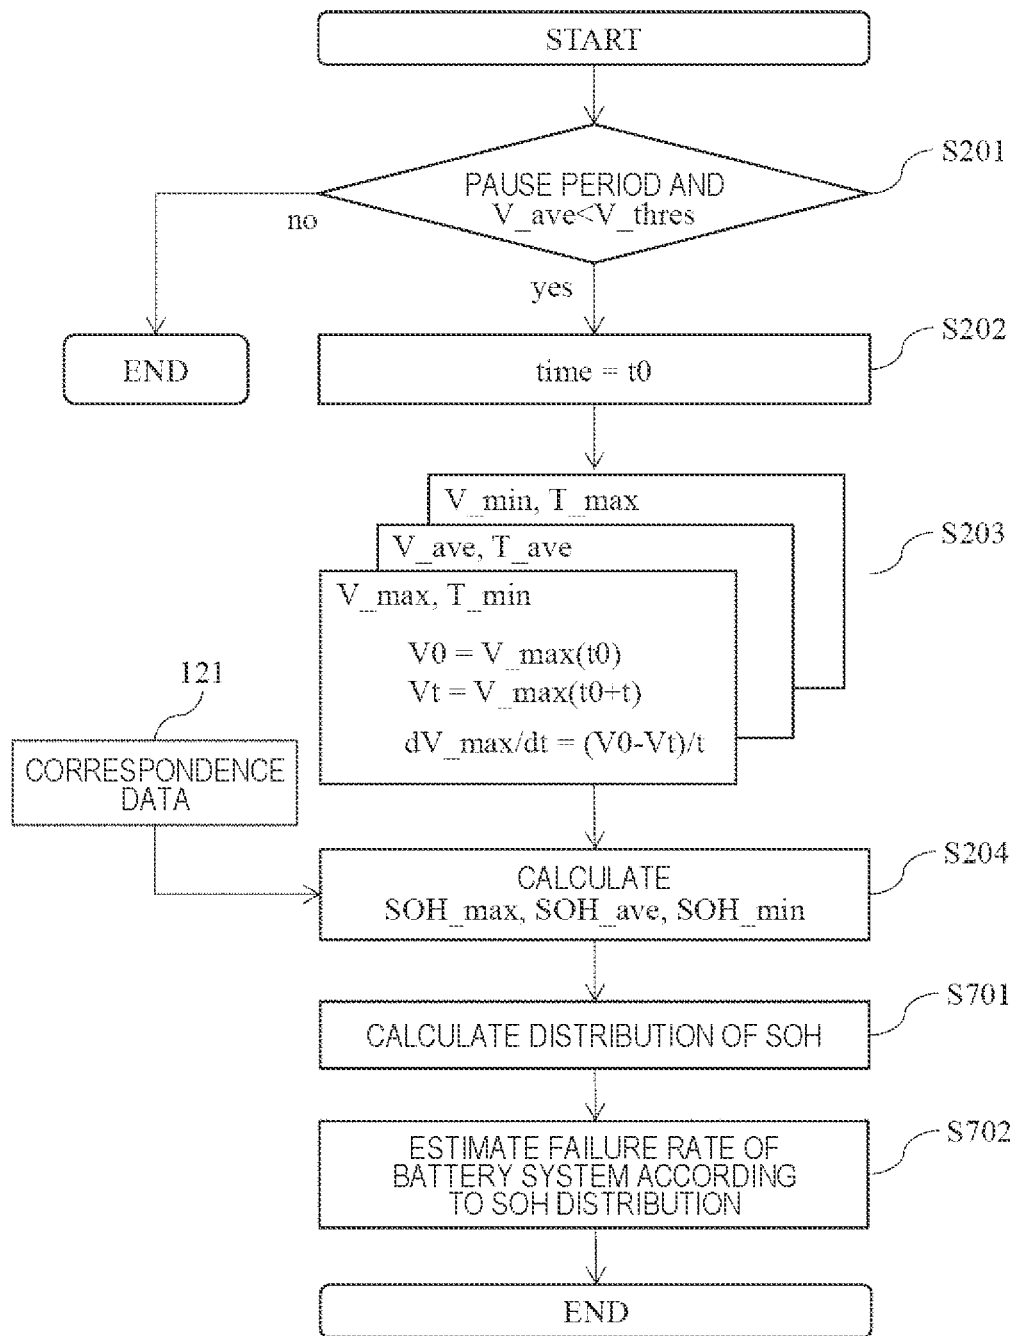 START
S201
PAUSE PERIOD AND
V_ave<V_thres
no
yes
S202
END
time = t0
S203
V_min, T_max
V_ave, T_ave
V_max, T_min
V0 = V_max(t0)
Vt = V_max(t0+t)
dV_max/dt = (V0-Vt)/t
121
CORRESPONDENCE
DATA
S204
CALCULATE
SOH_max, SOH_ave, SOH_min
S701
CALCULATE DISTRIBUTION OF SOH
S702
ESTIMATE FAILURE RATE OF
BATTERY SYSTEM ACCORDING
TO SOH DISTRIBUTION
END